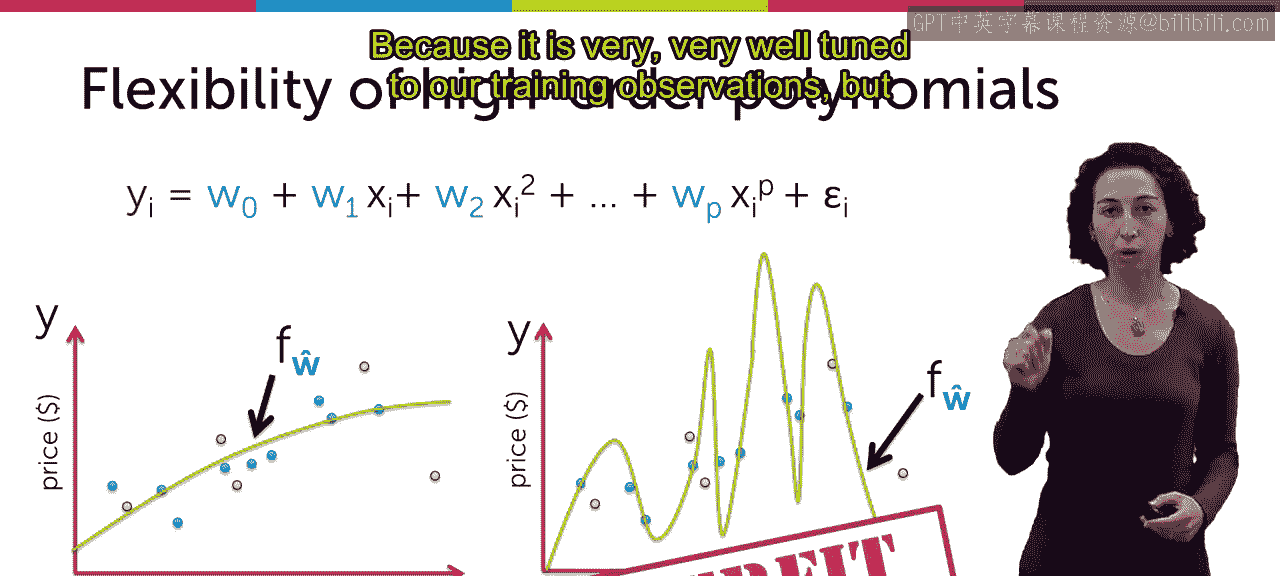 GPT中英字幕课程资源@bilibili.com
Because it is very, very well tuned
to our training observations, but
Flexibility of high-order polynomials
yᵢ = w₀ + w₁ xᵢ + w₂ xᵢ² + ... + wₚ xᵢᵖ + εᵢ
y
f_ŵ
price ($)
y
f_ŵ
price ($)